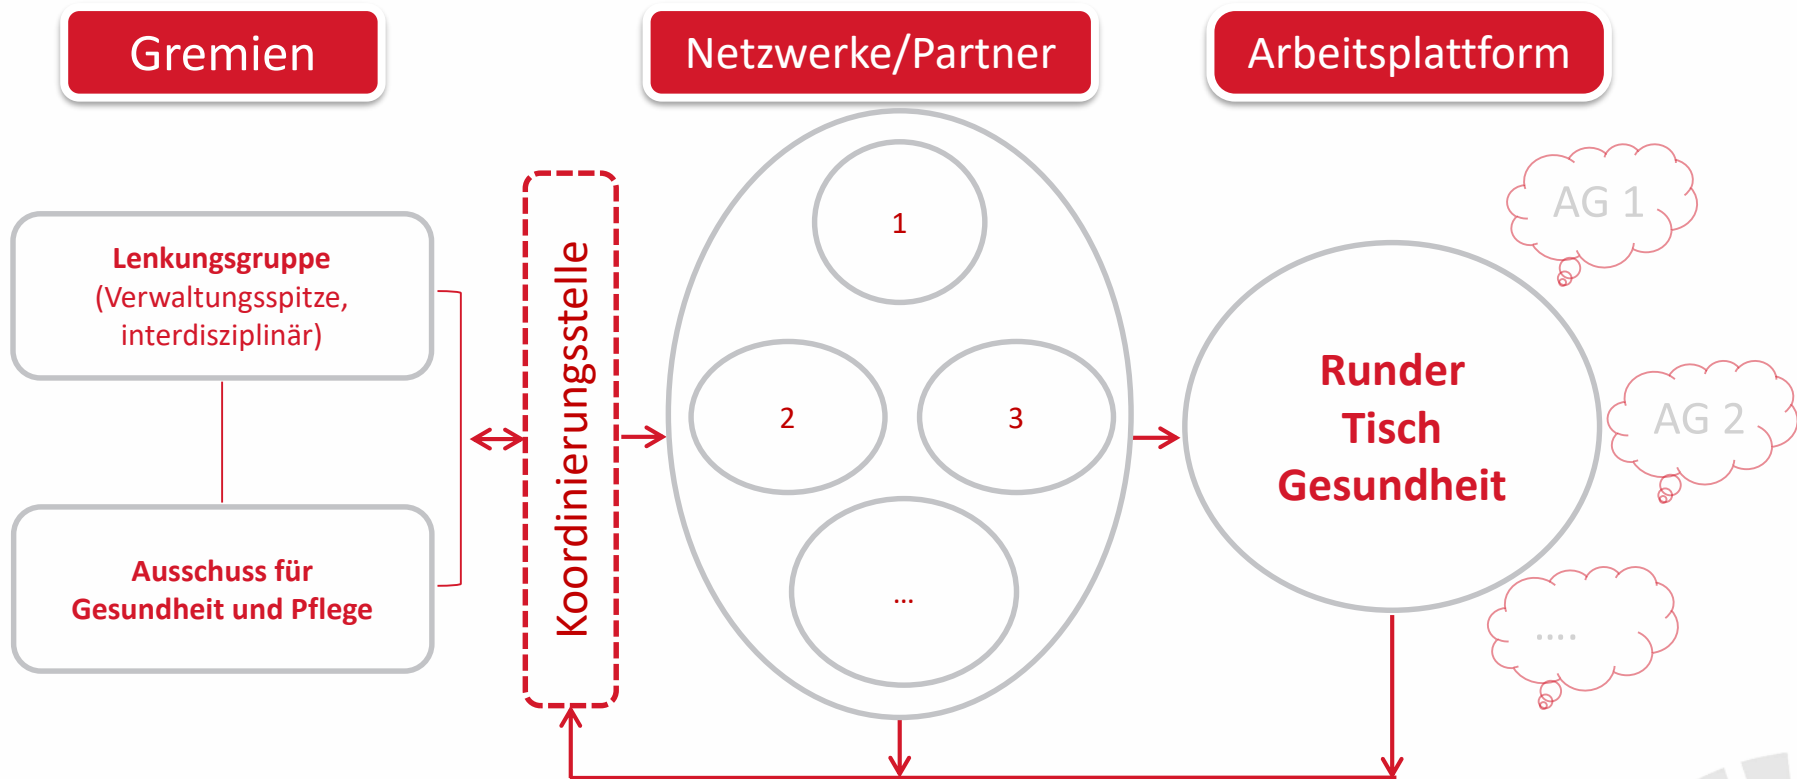 Gremien
Netzwerke/Partner
Arbeitsplattform
Lenkungsgruppe
(Verwaltungsspitze,
interdisziplinär)
Ausschuss für
Gesundheit und Pflege
Koordinierungsstelle
1
2
3
...
Runder
Tisch
Gesundheit
AG 1
AG 2
....